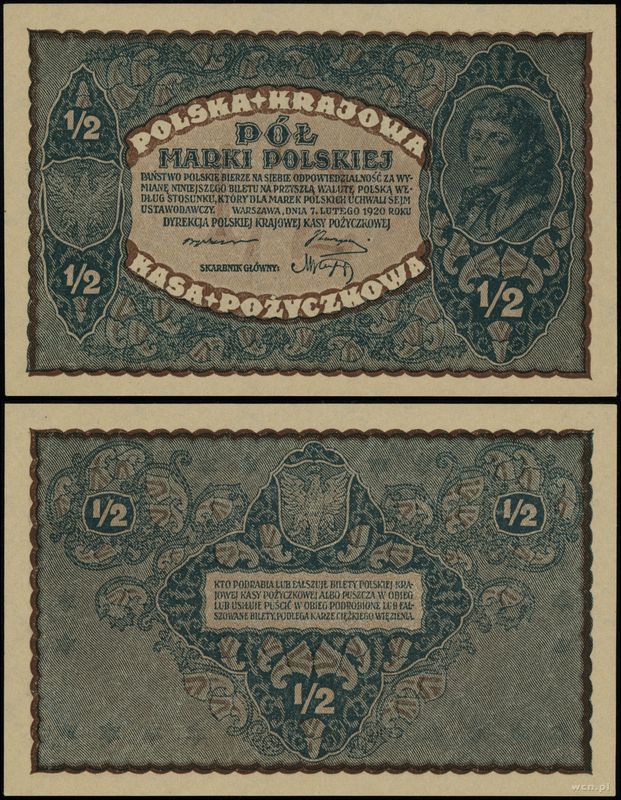 POLSKA+KRAJOWA
1/2
PÓŁ
MARKI POLSKIEJ
PAŃSTWO POLSKIE BIERZE NA SIEBIE ODPOWIEDZIALNOŚĆ ZA WY-
MIANĘ NINIEJSZEGO BILETU NA PRZYSZŁĄ WALUTĘ POLSKĄ WE-
DŁUG STOSUNKU, KTÓRY DLA MAREK POLSKICH UCHWALI SEJM
USTAWODAWCZY. WARSZAWA, DNIA 7. LUTEGO 1920 ROKU
DYREKCJA POLSKIEJ KRAJOWEJ KASY POŻYCZKOWEJ
SKARBNIK GŁÓWNY:
1/2
KASA+POŻYCZKOWA
1/2
1/2
1/2
KTO PODRABIA LUB FAŁSZUJE BILETY POLSKIEJ KRA-
JOWEJ KASY POŻYCZKOWEJ ALBO PUSZCZA W OBIEG
LUB USIŁUJE PUŚCIĆ W OBIEG PODROBIONE LUB FAŁ-
SZOWANE BILETY, PODLEGA KARZE CIĘŻKIEGO WIĘZIENIA.
1/2
wcn.pl